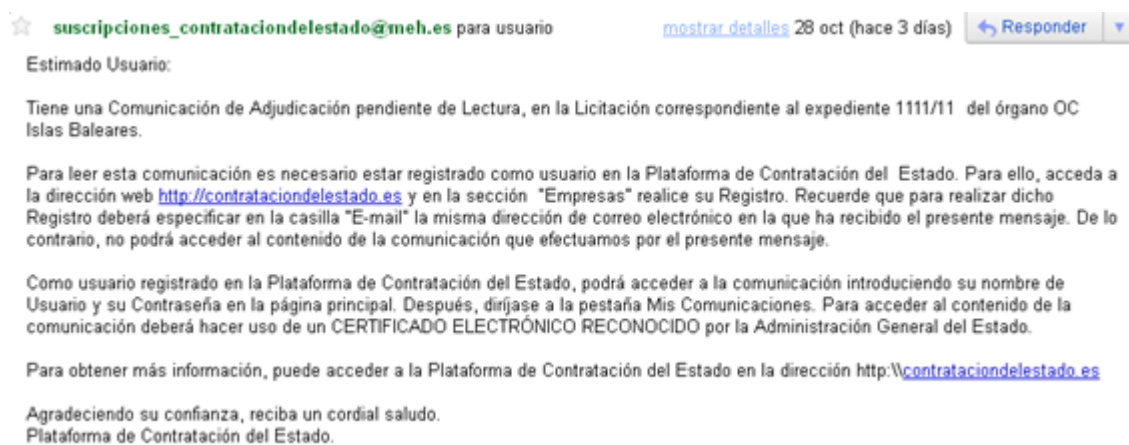 suscripciones_contrataciondelestado@meh.es para usuario mostrar detalles 28 oct (hace 3 días) Responder
Estimado Usuario:
Tiene una Comunicación de Adjudicación pendiente de Lectura, en la Licitación correspondiente al expediente 1111/11 del órgano OC
Islas Baleares.
Para leer esta comunicación es necesario estar registrado como usuario en la Plataforma de Contratación del Estado. Para ello, acceda a
la dirección web http://contrataciondelestado.es y en la sección "Empresas" realice su Registro. Recuerde que para realizar dicho
Registro deberá especificar en la casilla "E-mail" la misma dirección de correo electrónico en la que ha recibido el presente mensaje. De lo
contrario, no podrá acceder al contenido de la comunicación que efectuamos por el presente mensaje.
Como usuario registrado en la Plataforma de Contratación del Estado, podrá acceder a la comunicación introduciendo su nombre de
Usuario y su Contraseña en la página principal. Después, diríjase a la pestaña Mis Comunicaciones. Para acceder al contenido de la
comunicación deberá hacer uso de un CERTIFICADO ELECTRÓNICO RECONOCIDO por la Administración General del Estado.
Para obtener más información, puede acceder a la Plataforma de Contratación del Estado en la dirección http:\\contrataciondelestado.es
Agradeciendo su confianza, reciba un cordial saludo.
Plataforma de Contratación del Estado.